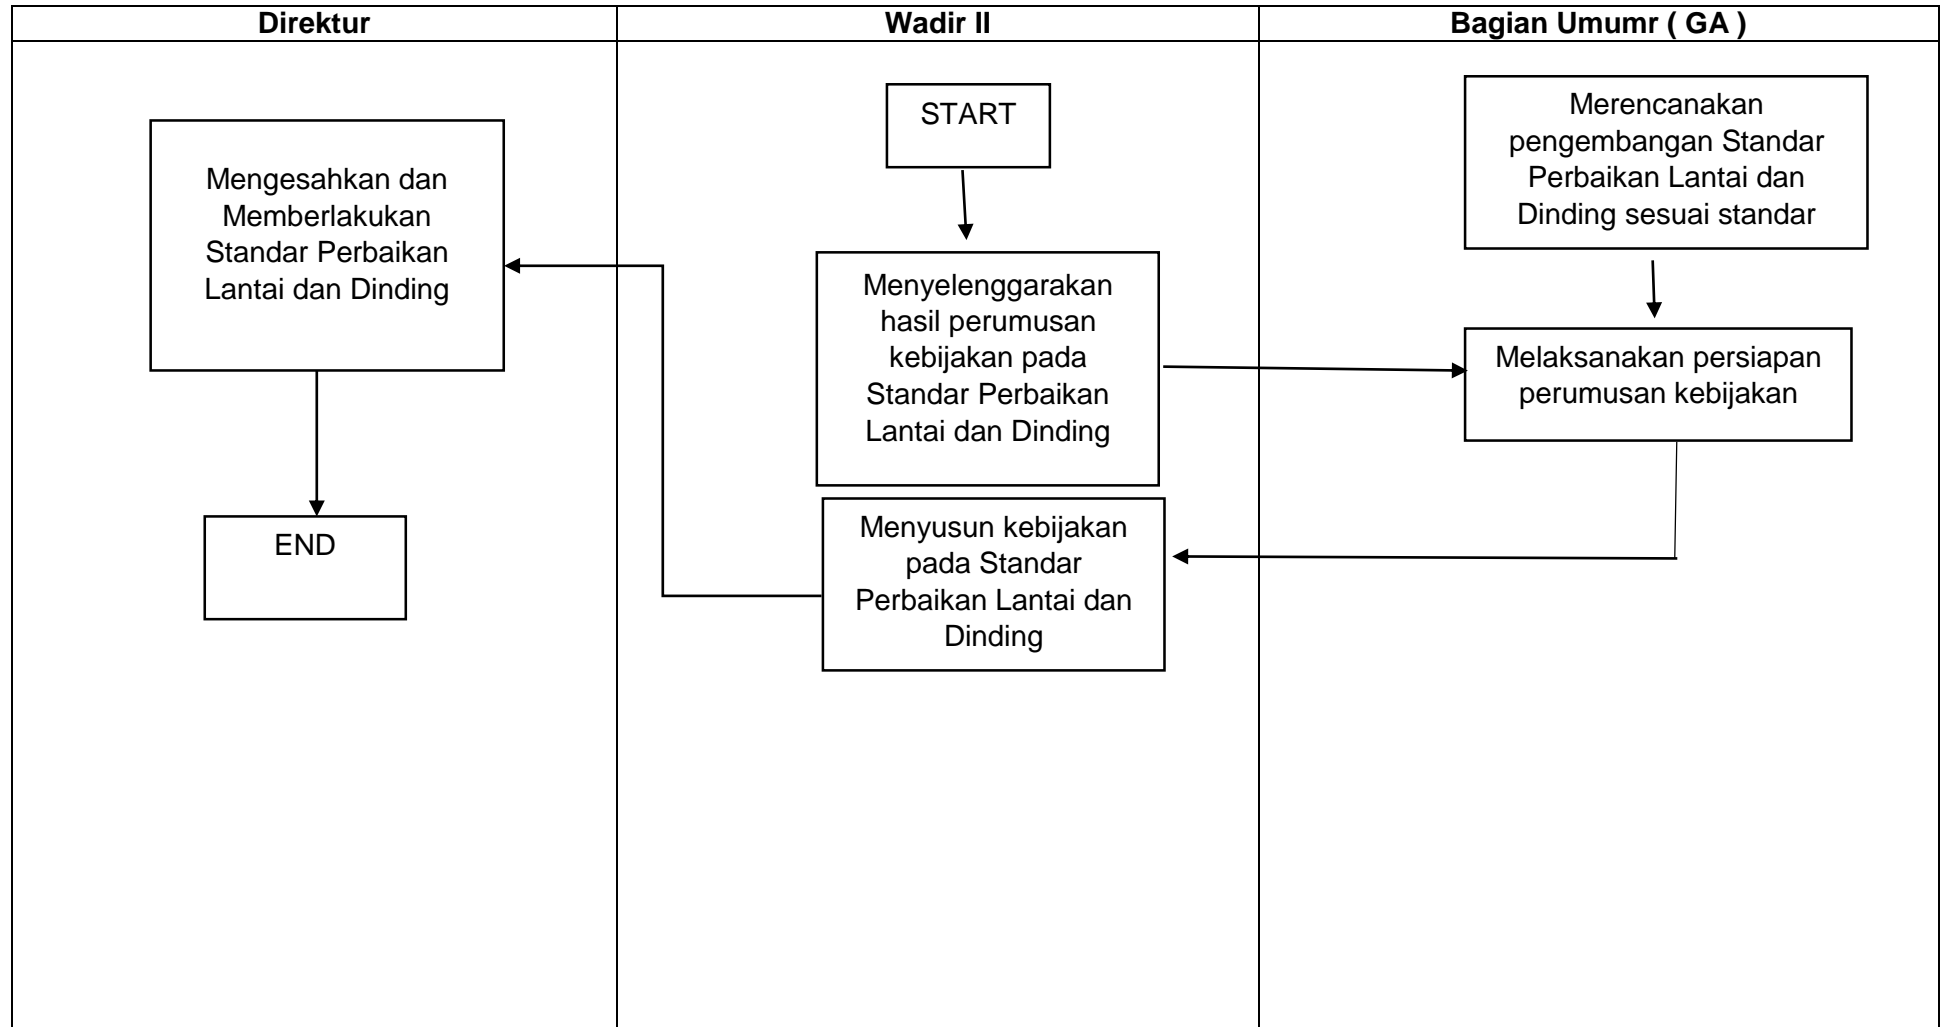 Direktur
Wadir II
Bagian Umumr ( GA )
Mengesahkan dan
Memberlakukan
Standar Perbaikan
Lantai dan Dinding
END
START
Menyelenggarakan
hasil perumusan
kebijakan pada
Standar Perbaikan
Lantai dan Dinding
Menyusun kebijakan
pada Standar
Perbaikan Lantai dan
Dinding
Merencanakan
pengembangan Standar
Perbaikan Lantai dan
Dinding sesuai standar
Melaksanakan persiapan
perumusan kebijakan